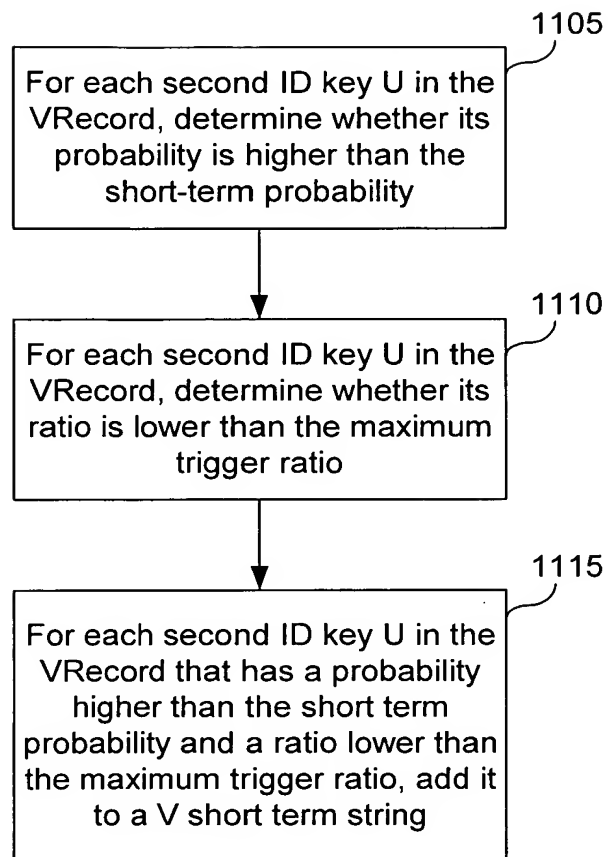 1105
For each second ID key U in the
VRecord, determine whether its
probability is higher than the
short-term probability
1110
For each second ID key U in the
VRecord, determine whether its
ratio is lower than the maximum
trigger ratio
1115
For each second ID key U in the
VRecord that has a probability
higher than the short term
probability and a ratio lower than
the maximum trigger ratio, add it
to a V short term string